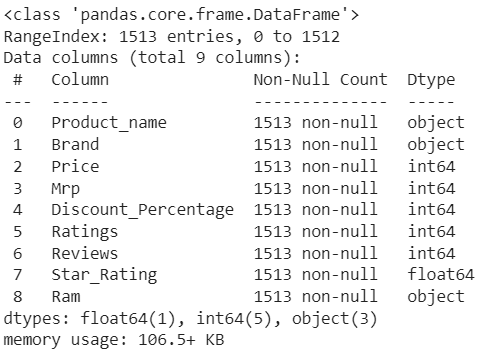 <class 'pandas.core.frame.DataFrame'>
RangeIndex: 1513 entries, 0 to 1512
Data columns (total 9 columns):
 #   Column               Non-Null Count  Dtype
---  ------               --------------  -----
 0   Product_name         1513 non-null   object
 1   Brand                1513 non-null   object
 2   Price                1513 non-null   int64
 3   Mrp                  1513 non-null   int64
 4   Discount_Percentage  1513 non-null   int64
 5   Ratings              1513 non-null   int64
 6   Reviews              1513 non-null   int64
 7   Star_Rating          1513 non-null   float64
 8   Ram                  1513 non-null   object
dtypes: float64(1), int64(5), object(3)
memory usage: 106.5+ KB